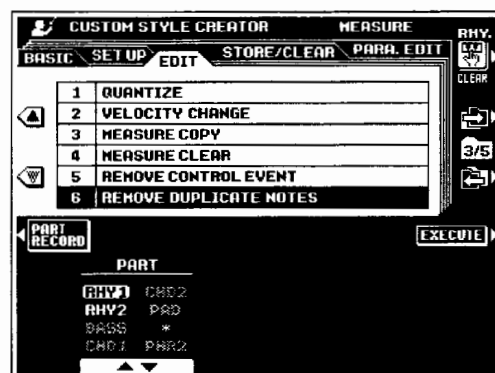 CUSTOM STYLE CREATOR MEASURE RHY.
BASIC SET UP EDIT STORE/CLEAR PARA. EDIT
CLEAR
1 QUANTIZE
2 VELOCITY CHANGE
3 MEASURE COPY
4 MEASURE CLEAR
3/5
5 REMOVE CONTROL EVENT
6 REMOVE DUPLICATE NOTES
PART RECORD
EXECUTE
PART
RHY1 CHD2
RHY2 PAD
BASS *
CHD1 PHR2